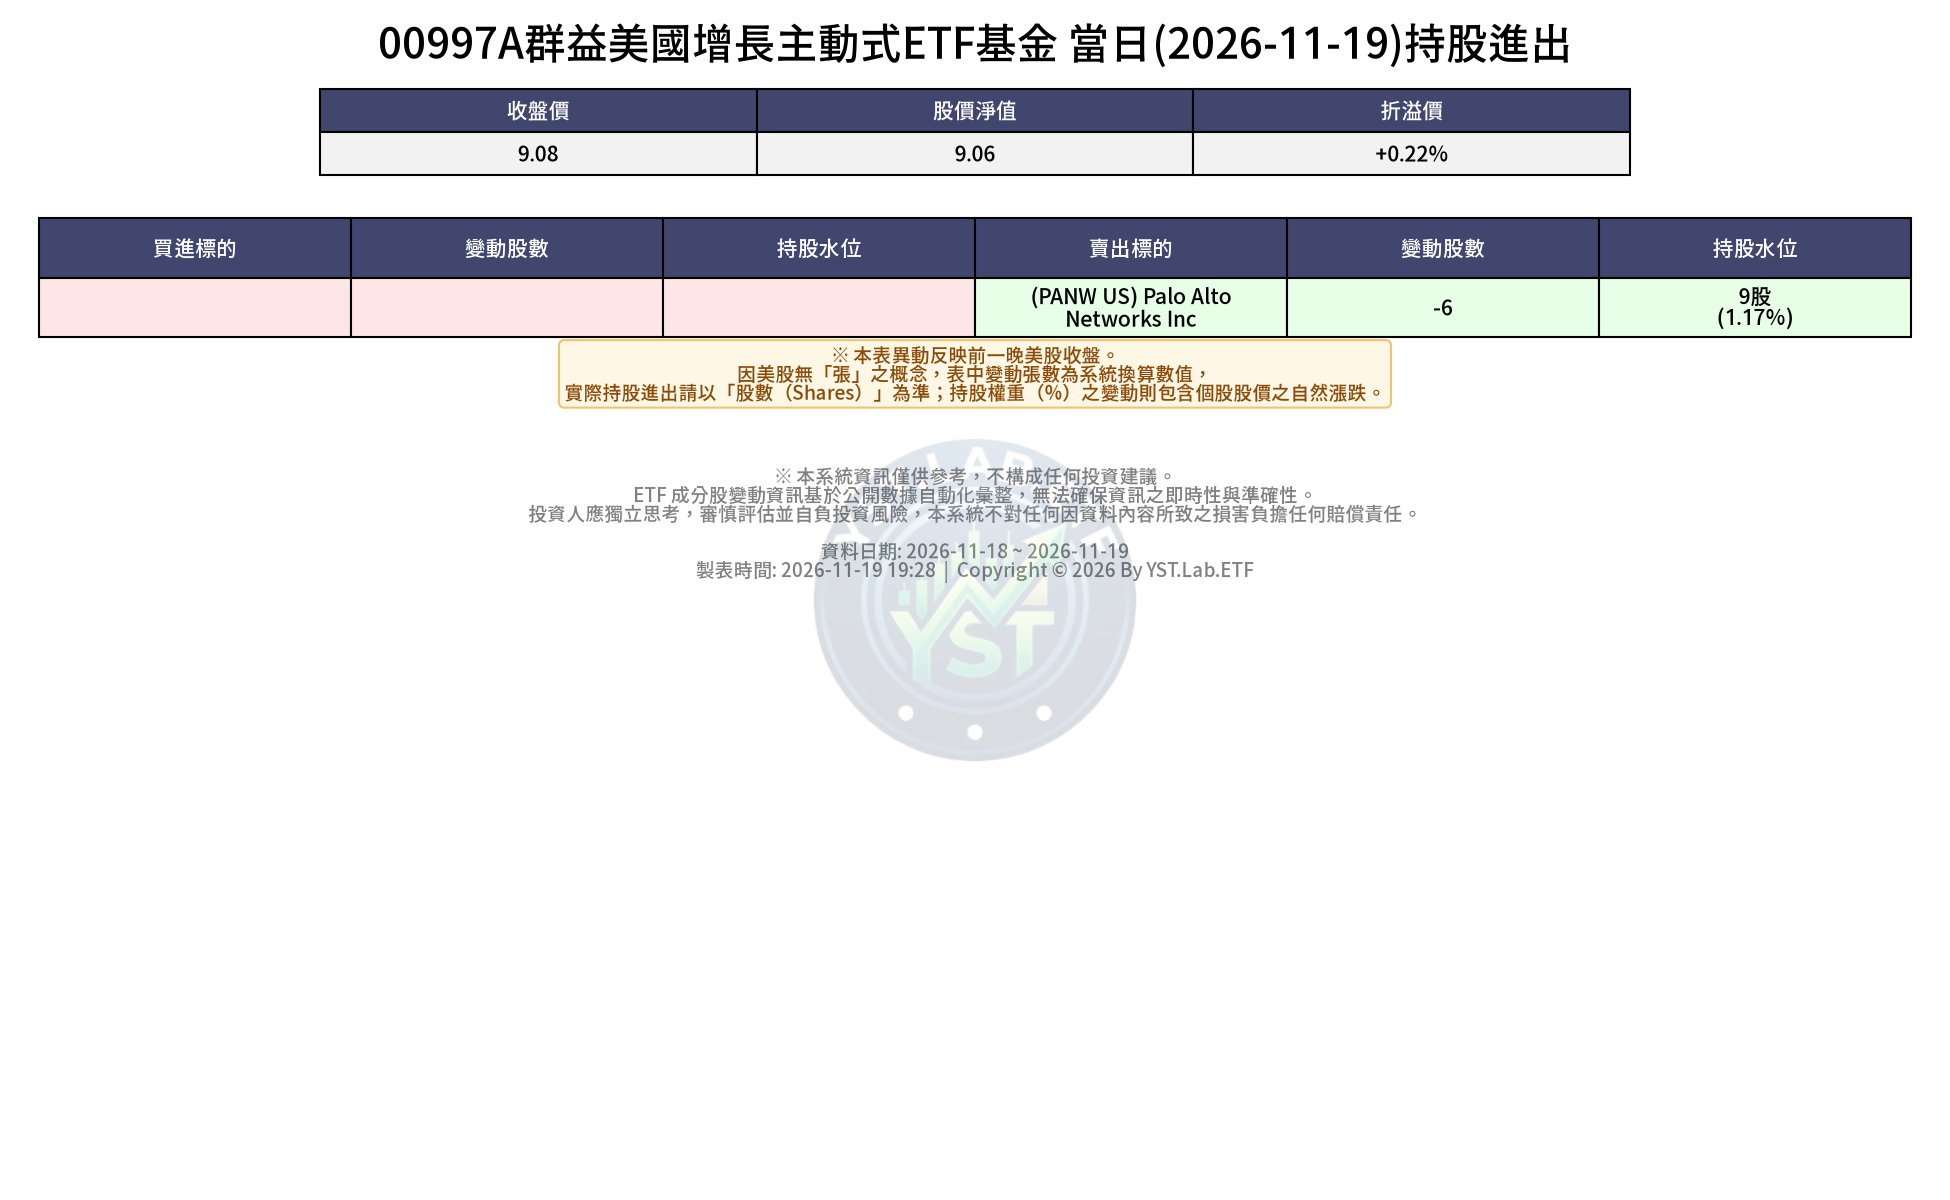 00997A群益美國增長主動式ETF基金 當日(2026-11-19)持股進出
收盤價 股價淨值 折溢價
9.08 9.06 +0.22%
買進標的 變動股數 持股水位 賣出標的 變動股數 持股水位
(PANW US) Palo Alto
Networks Inc
-6
9股
(1.17%)
※ 本表異動反映前一晚美股收盤。
因美股無「張」之概念，表中變動張數為系統換算數值，
實際持股進出請以「股數（Shares）」為準；持股權重（%）之變動則包含個股股價之自然漲跌。
※ 本系統資訊僅供參考，不構成任何投資建議。
ETF 成分股變動資訊基於公開數據自動化彙整，無法確保資訊之即時性與準確性。
投資人應獨立思考，審慎評估並自負投資風險，本系統不對任何因資料內容所致之損害負擔任何賠償責任。
資料日期: 2026-11-18 ~ 2026-11-19
製表時間: 2026-11-19 19:28 | Copyright © 2026 By YST.Lab.ETF
YST